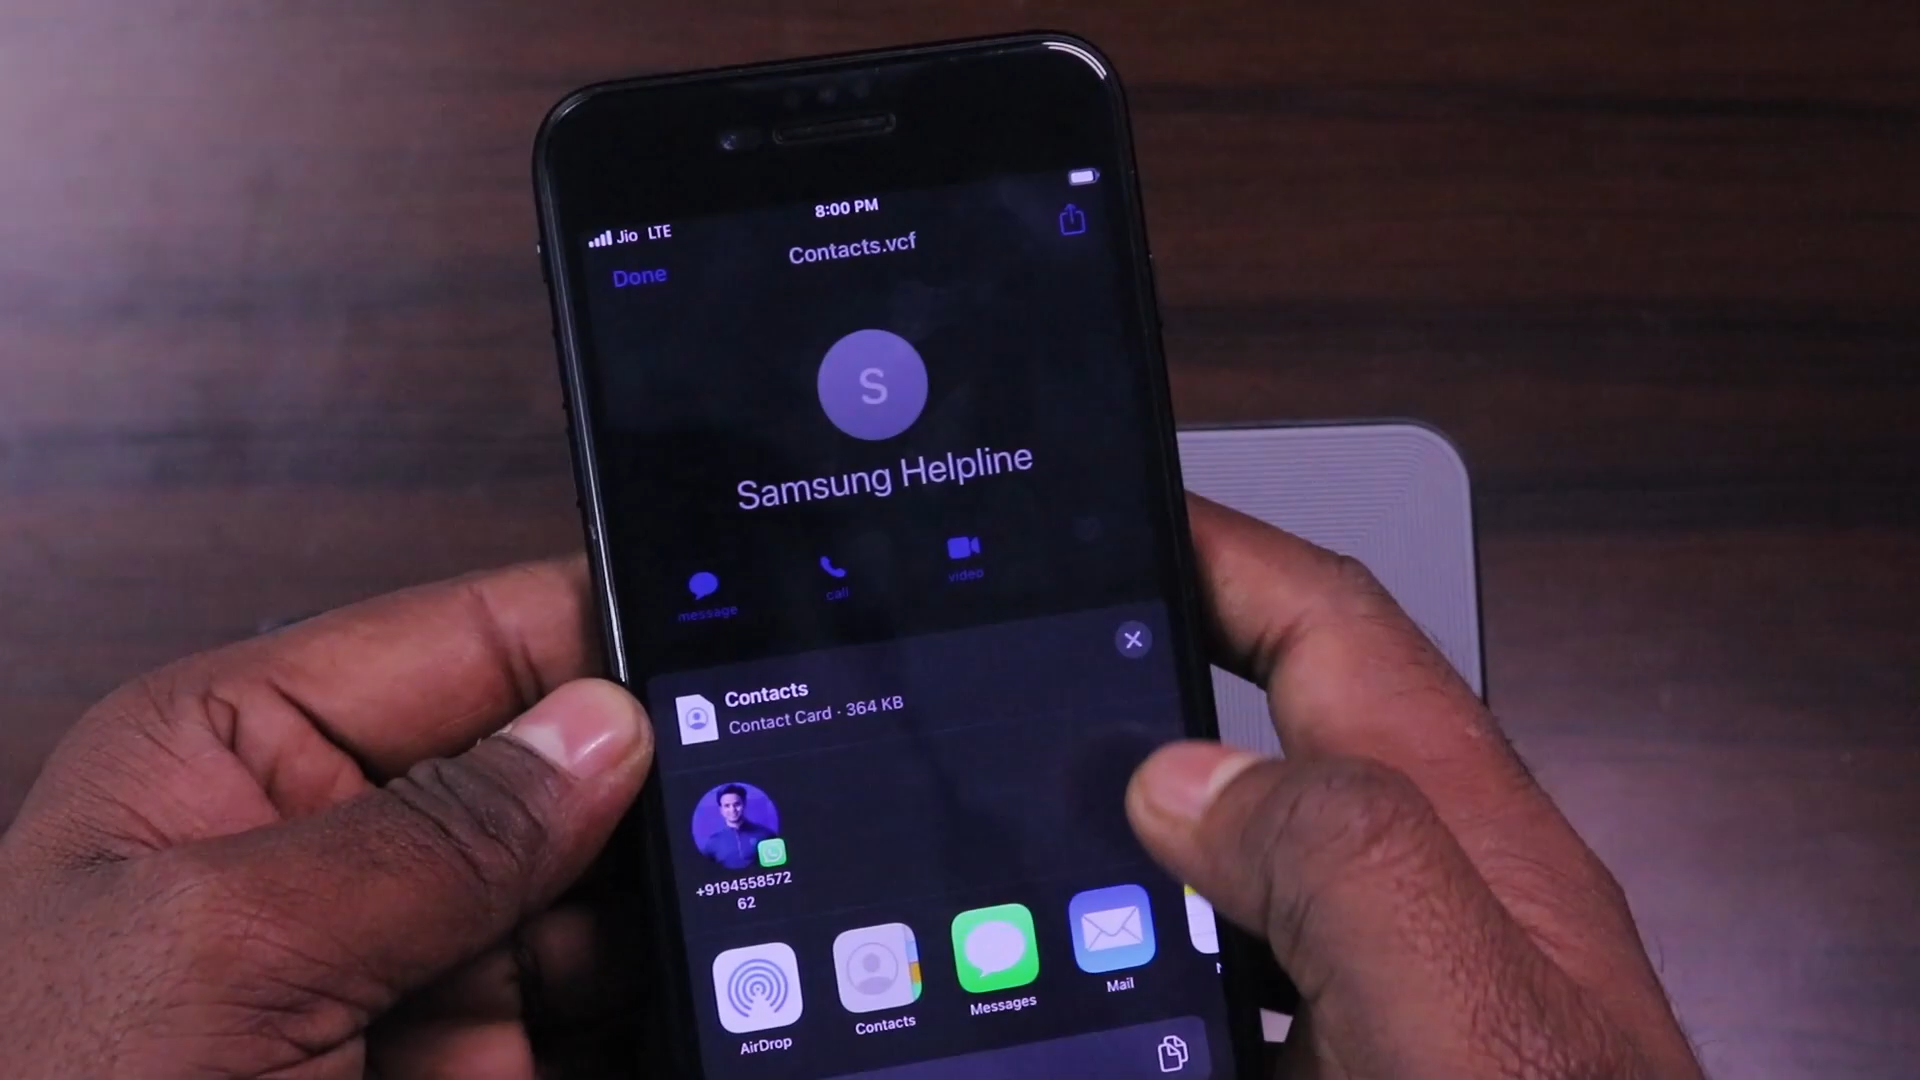 8:00 PM
Jio LTE
Contacts.vcf
Done
S
Samsung Helpline
message
call
video
Contacts
Contact Card · 364 KB
+9194558572
62
AirDrop
Contacts
Messages
Mail